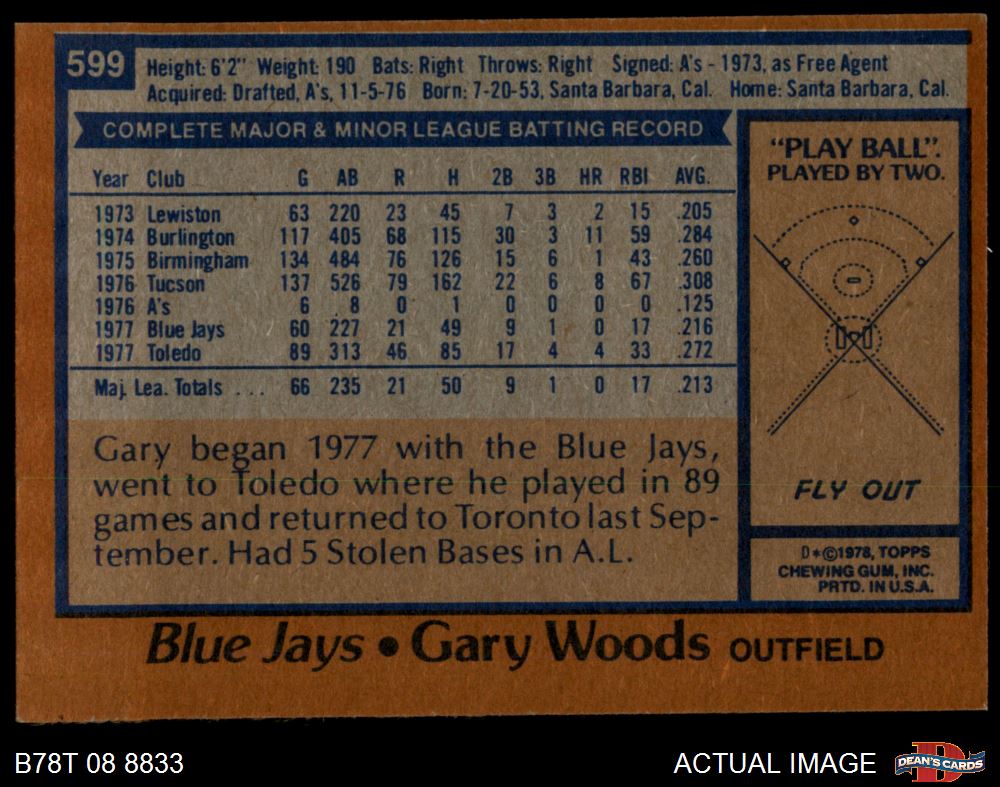 599
Height: 6'2" Weight: 190 Bats: Right Throws: Right Signed: A's - 1973, as Free Agent
Acquired: Drafted, A's, 11-5-76 Born: 7-20-53, Santa Barbara, Cal. Home: Santa Barbara, Cal.
COMPLETE MAJOR & MINOR LEAGUE BATTING RECORD
Year Club G AB R H 2B 3B HR RBI AVG.
1973 Lewiston 63 220 23 45 7 3 2 15 .205
1974 Burlington 117 405 68 115 30 3 11 59 .284
1975 Birmingham 134 484 76 126 15 6 1 43 .260
1976 Tucson 137 526 79 162 22 6 8 67 .308
1976 A's 6 8 0 1 0 0 0 0 .125
1977 Blue Jays 60 227 21 49 9 1 0 17 .216
1977 Toledo 89 313 46 85 17 4 4 33 .272
Maj. Lea. Totals . . . 66 235 21 50 9 1 0 17 .213
Gary began 1977 with the Blue Jays,
went to Toledo where he played in 89
games and returned to Toronto last Sep-
tember. Had 5 Stolen Bases in A.L.
"PLAY BALL".
PLAYED BY TWO.
FLY OUT
D*©1978, TOPPS
CHEWING GUM, INC.
PRTD. IN U.S.A.
Blue Jays • Gary Woods OUTFIELD
B78T 08 8833
ACTUAL IMAGE
D
DEAN'S CARDS